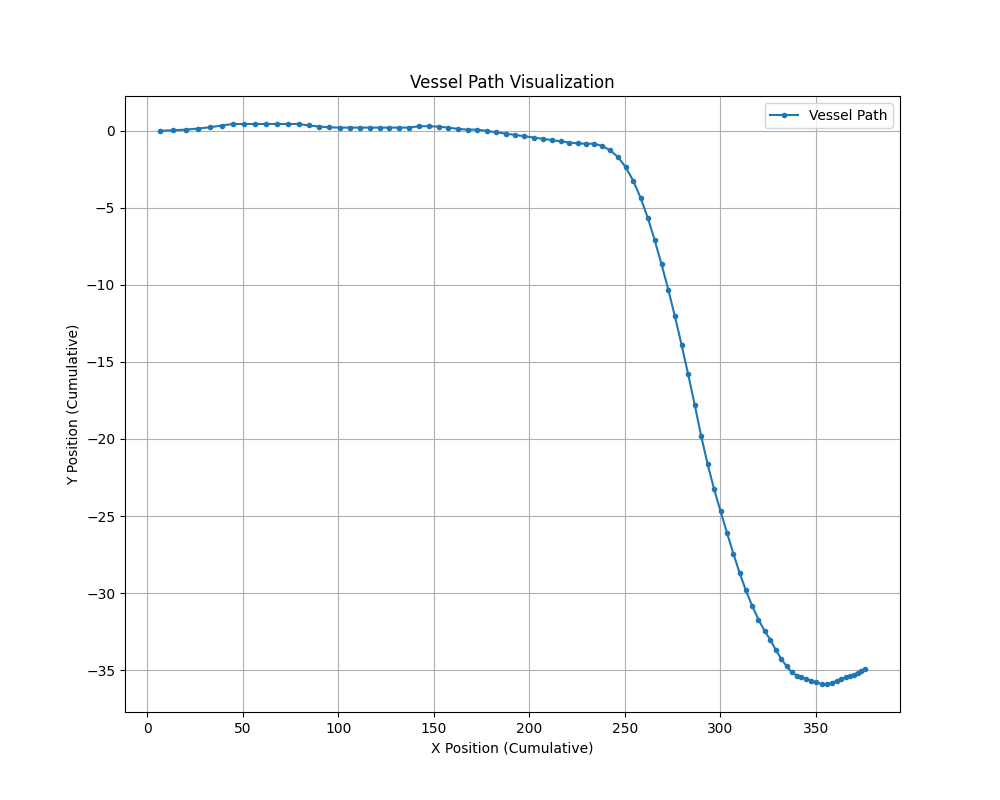 Vessel Path Visualization
Vessel Path
Y Position (Cumulative)
0
−5
−10
−15
−20
−25
−30
−35
0 50 100 150 200 250 300 350
X Position (Cumulative)